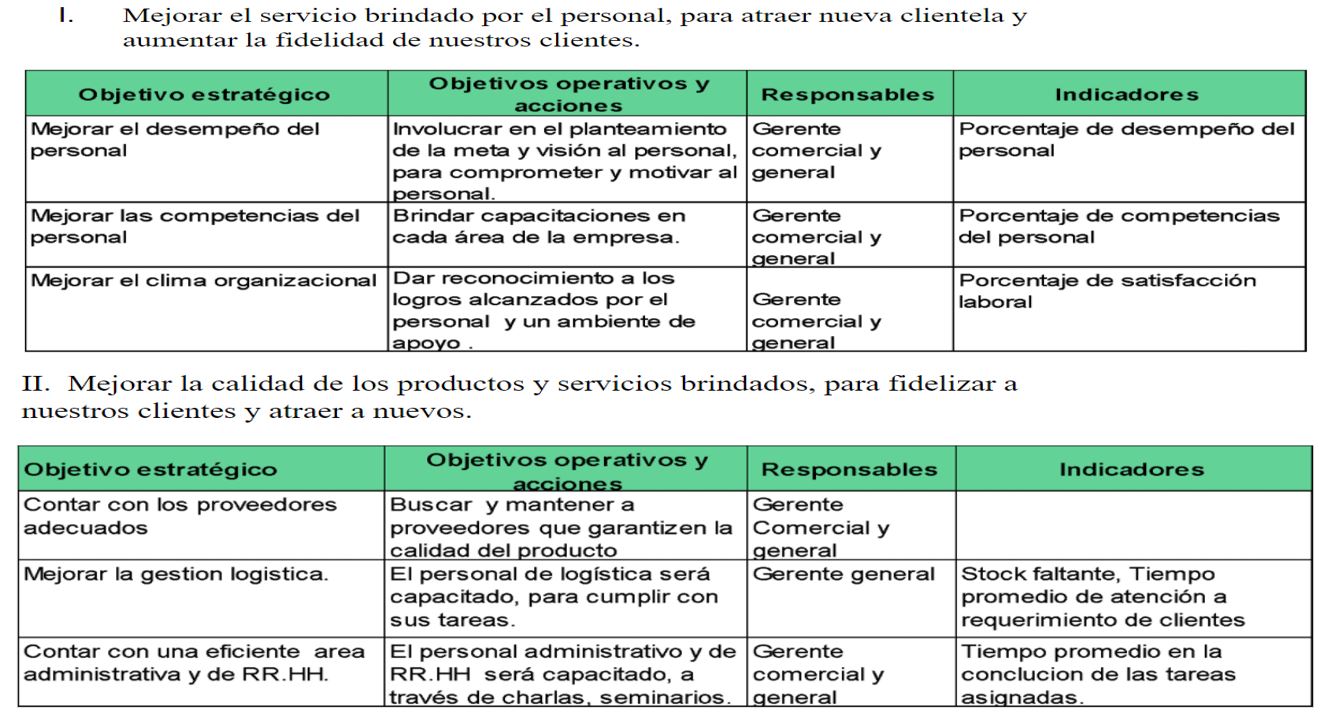 I. Mejorar el servicio brindado por el personal, para atraer nueva clientela y
aumentar la fidelidad de nuestros clientes.
Objetivo estratégico
Objetivos operativos y
acciones
Responsables
Indicadores
Mejorar el desempeño del
personal
Involucrar en el planteamiento
de la meta y visión al personal,
para comprometer y motivar al
personal.
Gerente
comercial y
general
Porcentaje de desempeño del
personal
Mejorar las competencias del
personal
Brindar capacitaciones en
cada área de la empresa.
Gerente
comercial y
general
Porcentaje de competencias
del personal
Mejorar el clima organizacional
Dar reconocimiento a los
logros alcanzados por el
personal y un ambiente de
apoyo .
Gerente
comercial y
general
Porcentaje de satisfacción
laboral
II. Mejorar la calidad de los productos y servicios brindados, para fidelizar a
nuestros clientes y atraer a nuevos.
Objetivo estratégico
Objetivos operativos y
acciones
Responsables
Indicadores
Contar con los proveedores
adecuados
Buscar y mantener a
proveedores que garantizen la
calidad del producto
Gerente
Comercial y
general
Mejorar la gestion logistica.
El personal de logística será
capacitado, para cumplir con
sus tareas.
Gerente general
Stock faltante, Tiempo
promedio de atención a
requerimiento de clientes
Contar con una eficiente area
administrativa y de RR.HH.
El personal administrativo y de
RR.HH será capacitado, a
través de charlas, seminarios.
Gerente
comercial y
general
Tiempo promedio en la
conclucion de las tareas
asignadas.